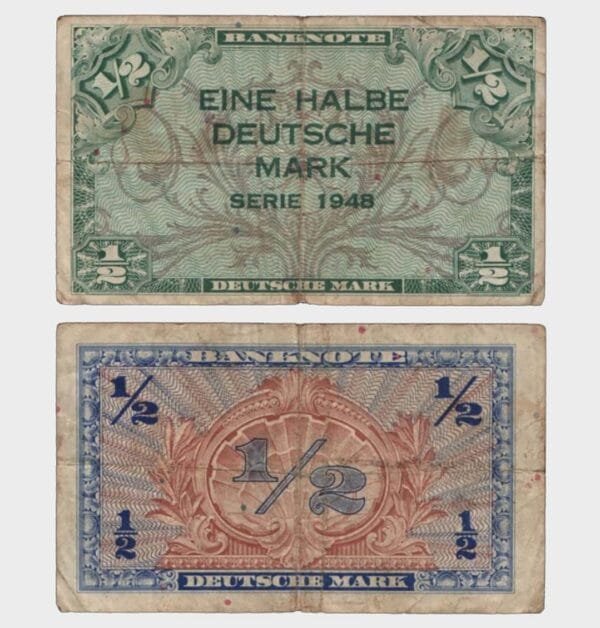 BANKNOTE
1/2 1/2
EINE HALBE
DEUTSCHE
MARK
SERIE 1948
1/2 1/2
DEUTSCHE MARK
BANKNOTE
1/2 1/2
1/2
1/2 1/2
DEUTSCHE MARK